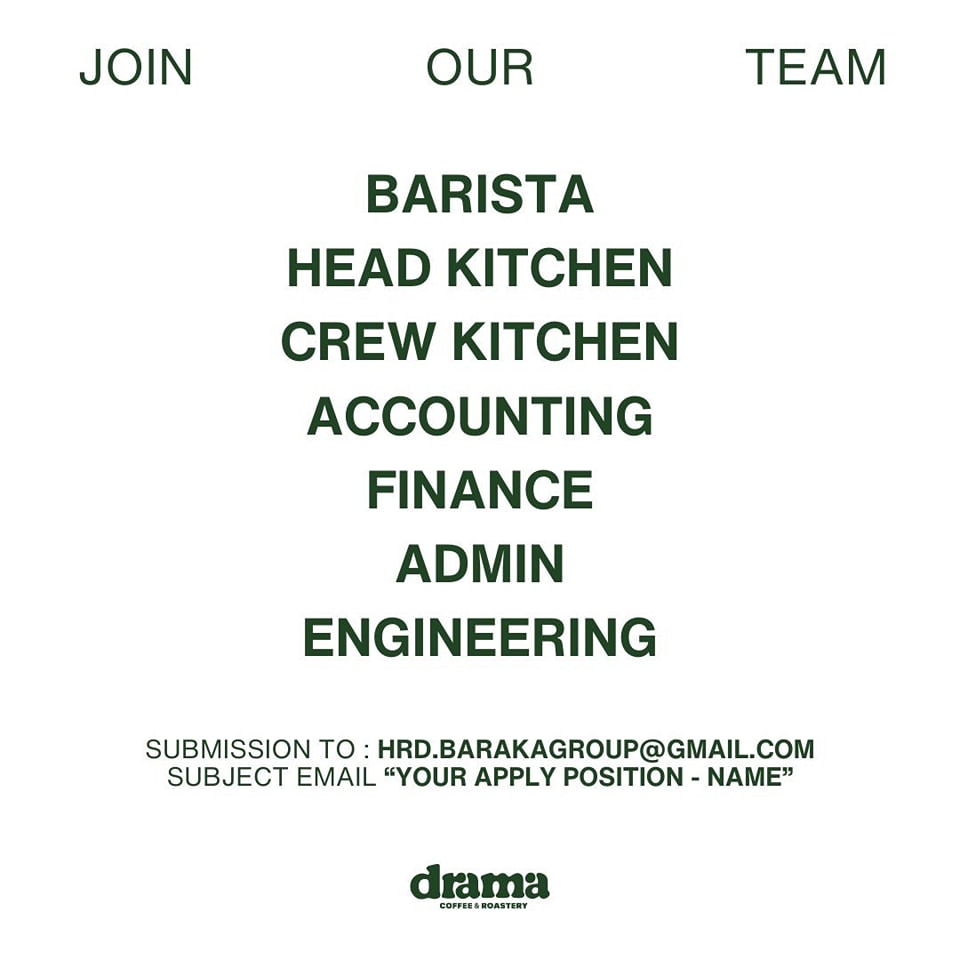 JOIN OUR TEAM
BARISTA
HEAD KITCHEN
CREW KITCHEN
ACCOUNTING
FINANCE
ADMIN
ENGINEERING
SUBMISSION TO : HRD.BARAKAGROUP@GMAIL.COM
SUBJECT EMAIL “YOUR APPLY POSITION - NAME”
drama
COFFEE & ROASTERY